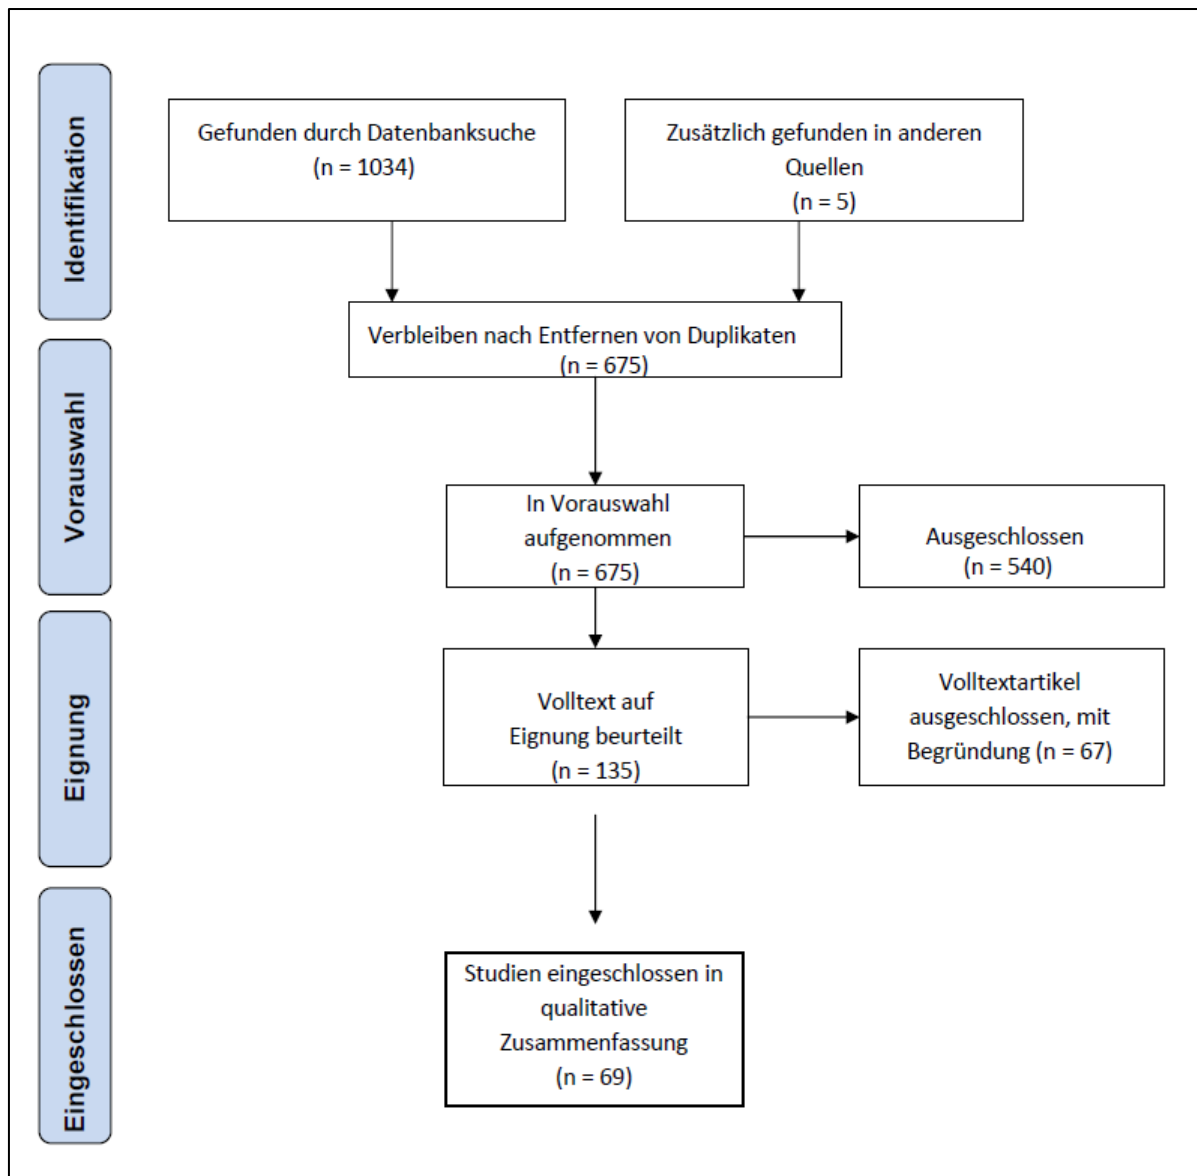 Identifikation
Gefunden durch Datenbanksuche
(n = 1034)
Zusätzlich gefunden in anderen
Quellen
(n = 5)
Verbleiben nach Entfernen von Duplikaten
(n = 675)
Vorauswahl
In Vorauswahl
aufgenommen
(n = 675)
Ausgeschlossen
(n = 540)
Eignung
Volltext auf
Eignung beurteilt
(n = 135)
Volltextartikel
ausgeschlossen, mit
Begründung (n = 67)
Eingeschlossen
Studien eingeschlossen in
qualitative
Zusammenfassung
(n = 69)